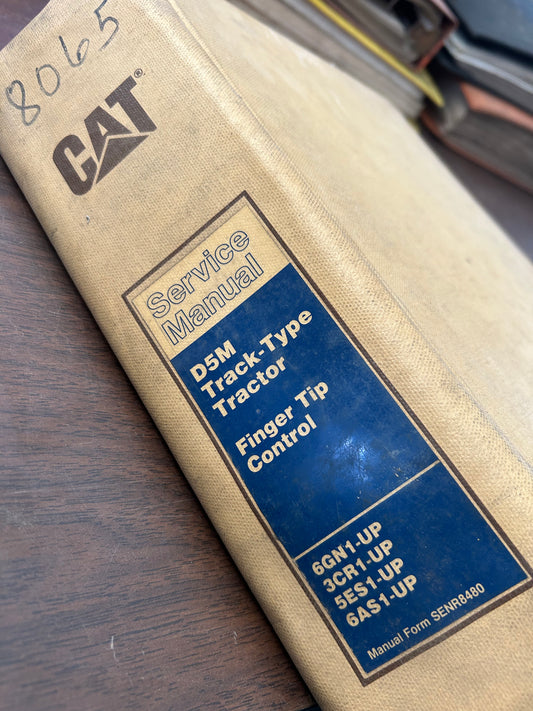 8065
CAT®
Service
Manual
D5M
Track-Type
Tractor
Finger Tip
Control
6GN1-UP
3CR1-UP
5ES1-UP
6AS1-UP
Manual Form SENR8480